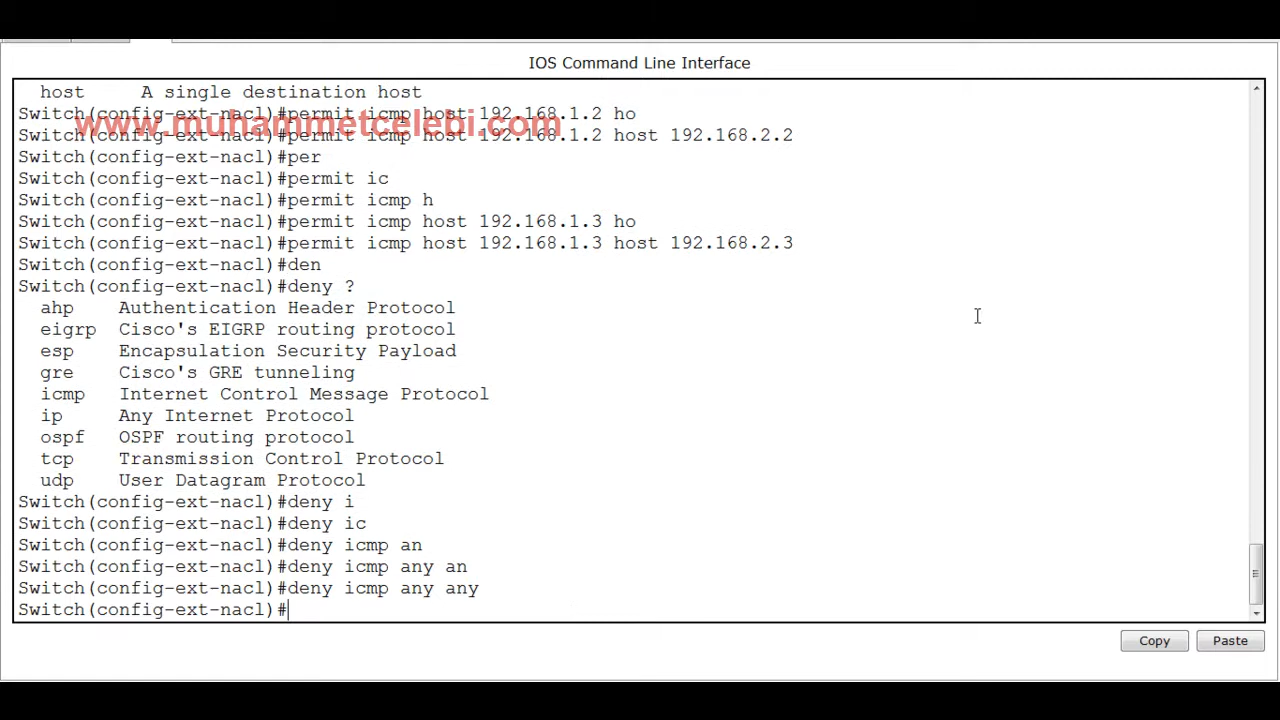 IOS Command Line Interface
host A single destination host
Switch(config-ext-nacl)#permit icmp host 192.168.1.2 ho
www.muhammetcelebi.com
Switch(config-ext-nacl)#permit icmp host 192.168.1.2 host 192.168.2.2
Switch(config-ext-nacl)#per
Switch(config-ext-nacl)#permit ic
Switch(config-ext-nacl)#permit icmp h
Switch(config-ext-nacl)#permit icmp host 192.168.1.3 ho
Switch(config-ext-nacl)#permit icmp host 192.168.1.3 host 192.168.2.3
Switch(config-ext-nacl)#den
Switch(config-ext-nacl)#deny ?
ahp Authentication Header Protocol
eigrp Cisco's EIGRP routing protocol
esp Encapsulation Security Payload
gre Cisco's GRE tunneling
icmp Internet Control Message Protocol
ip Any Internet Protocol
ospf OSPF routing protocol
tcp Transmission Control Protocol
udp User Datagram Protocol
Switch(config-ext-nacl)#deny i
Switch(config-ext-nacl)#deny ic
Switch(config-ext-nacl)#deny icmp an
Switch(config-ext-nacl)#deny icmp any an
Switch(config-ext-nacl)#deny icmp any any
Switch(config-ext-nacl)#
Copy Paste